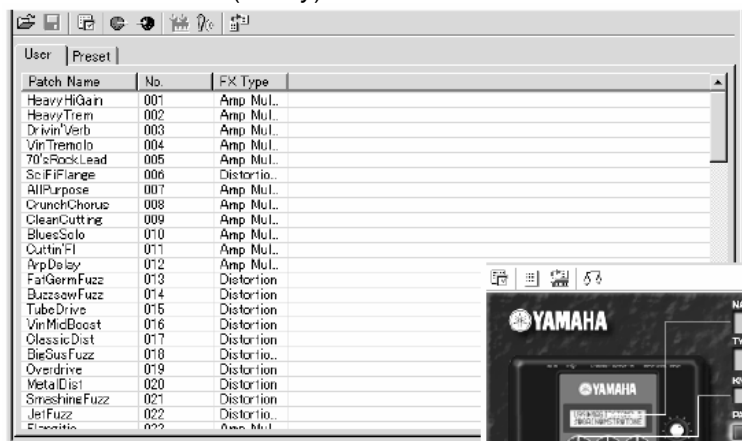 User Preset
Patch Name No. FX Type
HeavyHiGain 001 Amp Mul..
HeavyTrem 002 Amp Mul..
Drivin'Verb 003 Amp Mul..
VinTremolo 004 Amp Mul..
70'sRockLead 005 Amp Mul..
SciFiFlange 006 Distortio..
AllPurpose 007 Amp Mul..
CrunchChorus 008 Amp Mul..
CleanCutting 009 Amp Mul..
BluesSolo 010 Amp Mul..
Cuttin'Fl 011 Amp Mul..
ArpDelay 012 Amp Mul..
FatGermFuzz 013 Distortion
BuzzsawFuzz 014 Distortion
TubeDrive 015 Distortion
VinMidBoost 016 Distortion
ClassicDist 017 Distortion
BigSusFuzz 018 Distortio..
Overdrive 019 Distortion
MetalDist 020 Distortion
SmashingFuzz 021 Distortion
JetFuzz 022 Distortio..
023 Amp Mul..
YAMAHA
YAMAHA